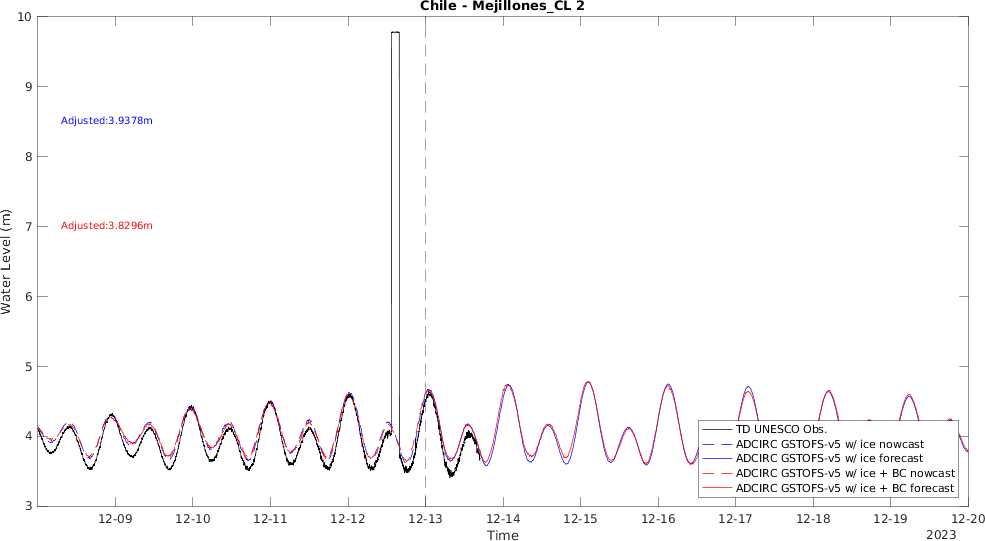 Chile - Mejillones_CL 2
10
9
8
7
6
5
4
3
Water Level (m)
Adjusted:3.9378m
Adjusted:3.8296m
TD UNESCO Obs.
ADCIRC GSTOFS-v5 w/ ice nowcast
ADCIRC GSTOFS-v5 w/ ice forecast
ADCIRC GSTOFS-v5 w/ ice + BC nowcast
ADCIRC GSTOFS-v5 w/ ice + BC forecast
12-09 12-10 12-11 12-12 12-13 12-14 12-15 12-16 12-17 12-18 12-19 12-20
Time
2023